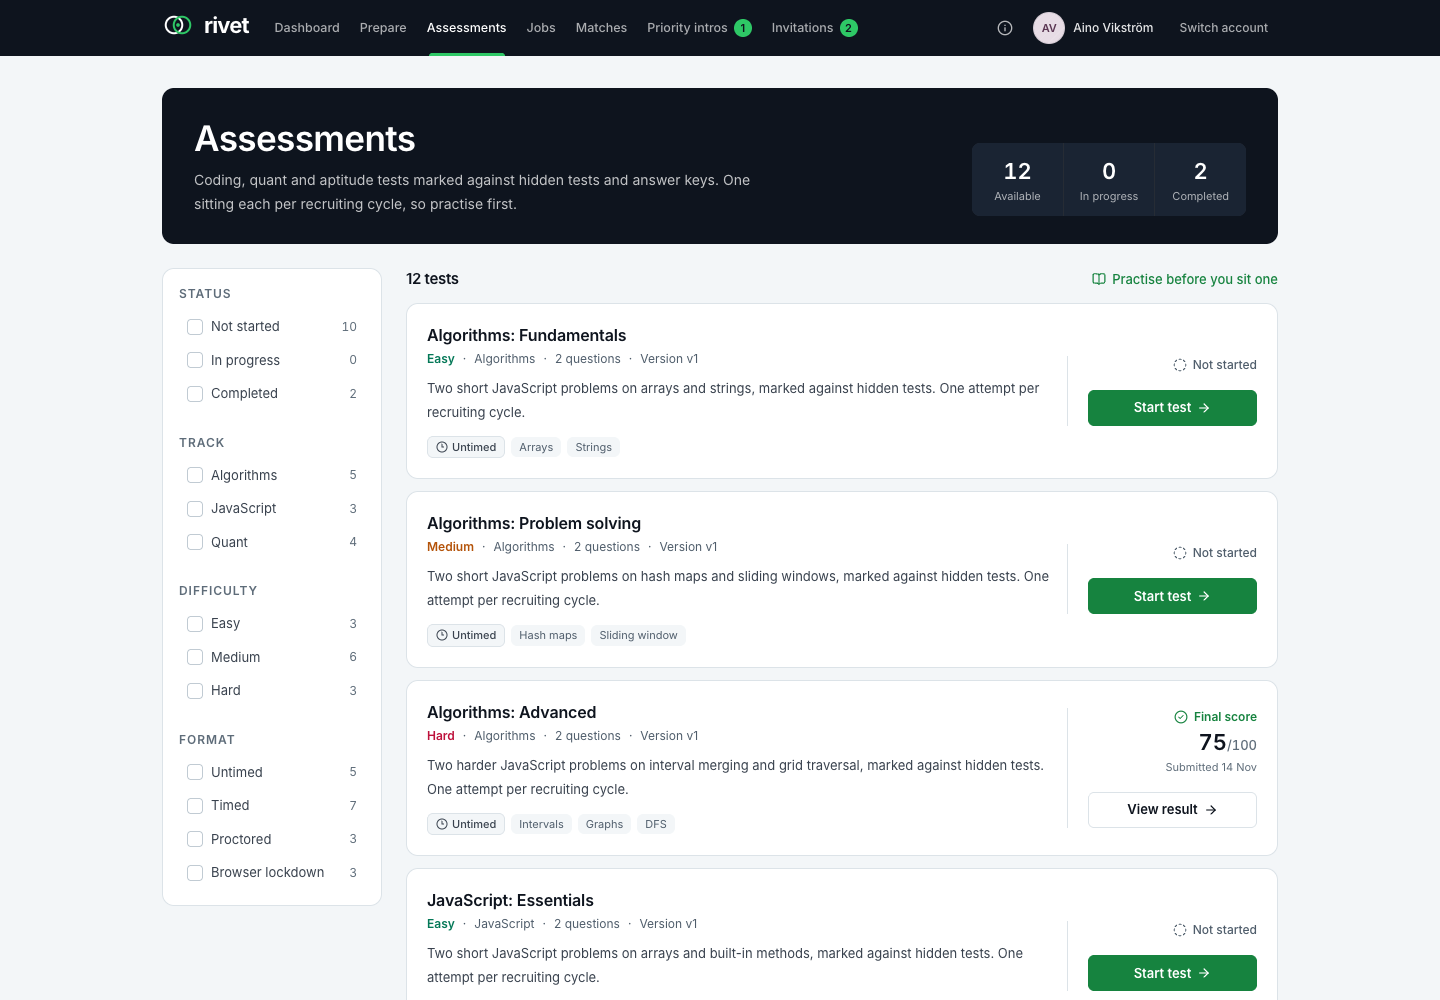 rivet
Dashboard
Prepare
Assessments
Jobs
Matches
Priority intros 1
Invitations 2
AV
Aino Vikström
Switch account
Assessments
Coding, quant and aptitude tests marked against hidden tests and answer keys. One
sitting each per recruiting cycle, so practise first.
12
Available
0
In progress
2
Completed
STATUS
Not started 10
In progress 0
Completed 2
TRACK
Algorithms 5
JavaScript 3
Quant 4
DIFFICULTY
Easy 3
Medium 6
Hard 3
FORMAT
Untimed 5
Timed 7
Proctored 3
Browser lockdown 3
12 tests
Practise before you sit one
Algorithms: Fundamentals
Easy · Algorithms · 2 questions · Version v1
Two short JavaScript problems on arrays and strings, marked against hidden tests. One attempt per
recruiting cycle.
Untimed Arrays Strings
Not started
Start test →
Algorithms: Problem solving
Medium · Algorithms · 2 questions · Version v1
Two short JavaScript problems on hash maps and sliding windows, marked against hidden tests. One
attempt per recruiting cycle.
Untimed Hash maps Sliding window
Not started
Start test →
Algorithms: Advanced
Hard · Algorithms · 2 questions · Version v1
Two harder JavaScript problems on interval merging and grid traversal, marked against hidden tests.
One attempt per recruiting cycle.
Untimed Intervals Graphs DFS
Final score
75/100
Submitted 14 Nov
View result →
JavaScript: Essentials
Easy · JavaScript · 2 questions · Version v1
Two short JavaScript problems on arrays and built-in methods, marked against hidden tests. One
attempt per recruiting cycle.
Not started
Start test →